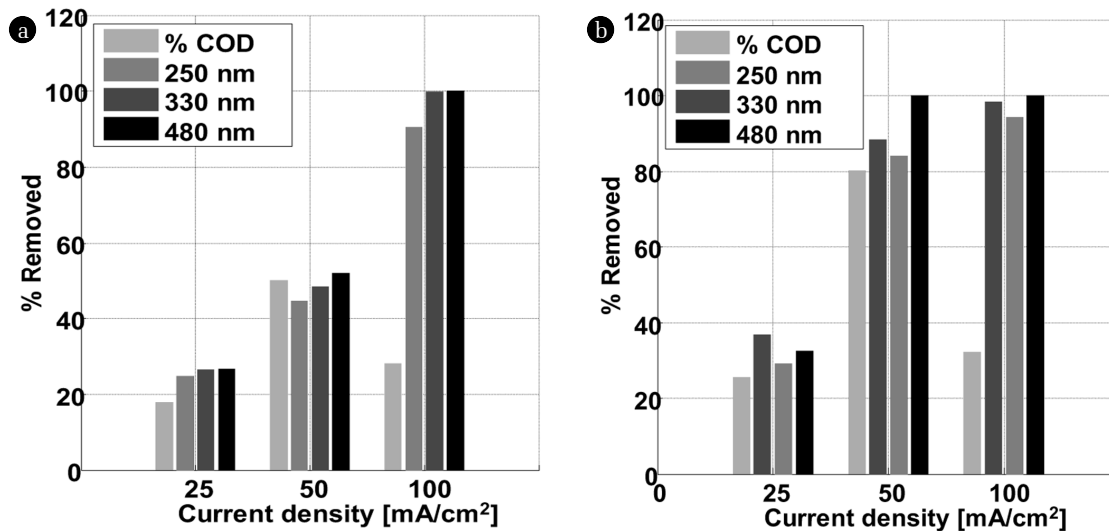 a
120
100
80
60
40
20
0
% Removed
% COD
250 nm
330 nm
480 nm
25 50 100
Current density [mA/cm²]
b
120
100
80
60
40
20
0
% Removed
% COD
250 nm
330 nm
480 nm
0 25 50 100
Current density [mA/cm²]